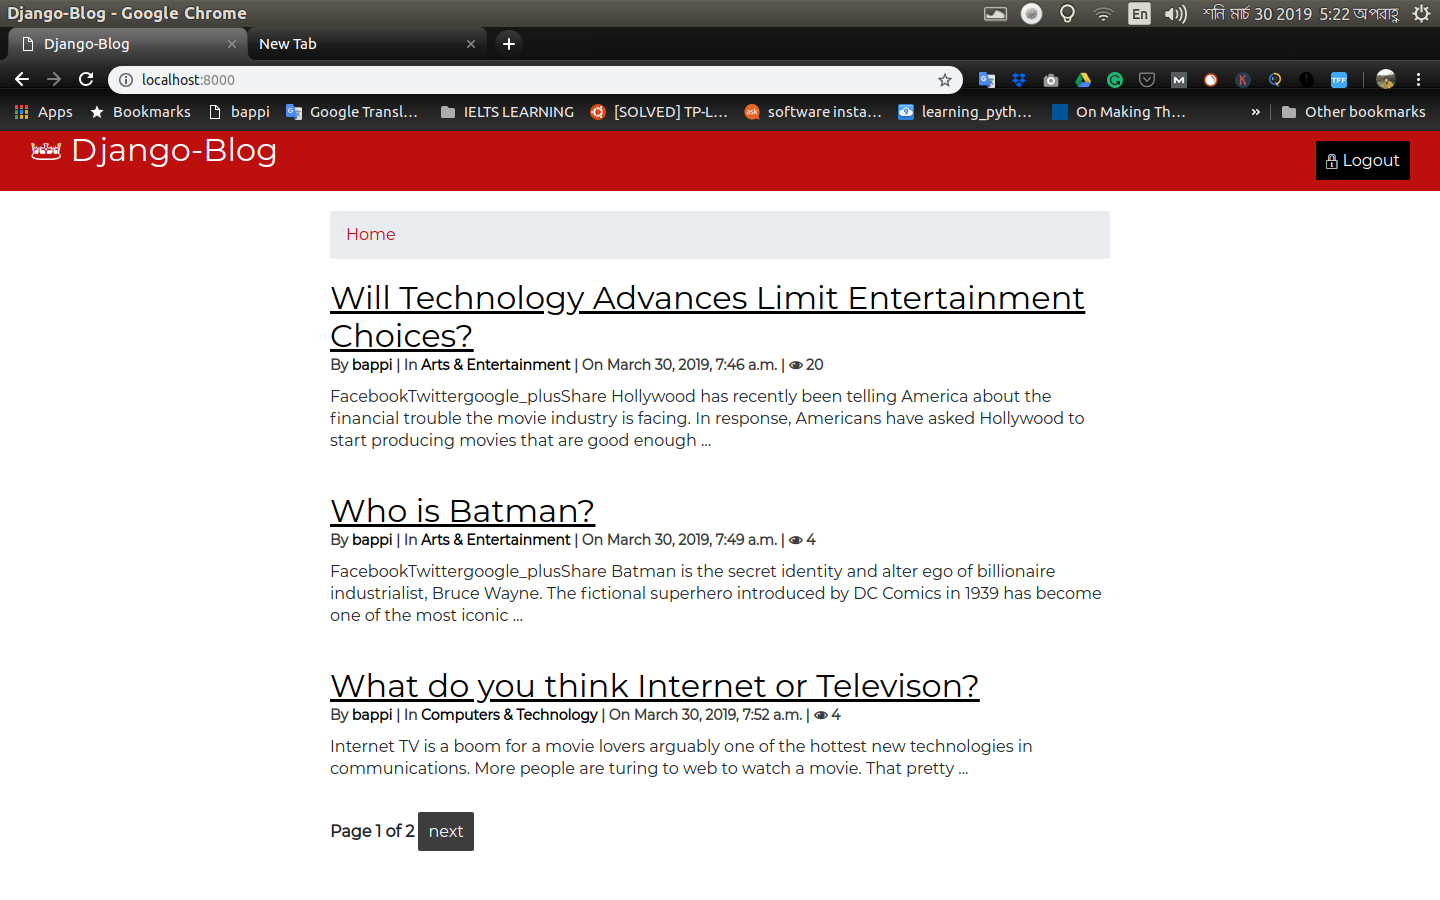 Django-Blog - Google Chrome
En
শনি মার্চ 30 2019 5:22 অপরাহ্ণ
Django-Blog
New Tab
localhost:8000
TFF
Apps
Bookmarks
bappi
Google Transl...
IELTS LEARNING
[SOLVED] TP-L...
software insta...
learning_pyth...
On Making Th...
»
Other bookmarks
Django-Blog
Logout
Home
Will Technology Advances Limit Entertainment
Choices?
By bappi | In Arts & Entertainment | On March 30, 2019, 7:46 a.m. | 20
FacebookTwittergoogle_plusShare Hollywood has recently been telling America about the
financial trouble the movie industry is facing. In response, Americans have asked Hollywood to
start producing movies that are good enough ...
Who is Batman?
By bappi | In Arts & Entertainment | On March 30, 2019, 7:49 a.m. | 4
FacebookTwittergoogle_plusShare Batman is the secret identity and alter ego of billionaire
industrialist, Bruce Wayne. The fictional superhero introduced by DC Comics in 1939 has become
one of the most iconic ...
What do you think Internet or Televison?
By bappi | In Computers & Technology | On March 30, 2019, 7:52 a.m. | 4
Internet TV is a boom for a movie lovers arguably one of the hottest new technologies in
communications. More people are turing to web to watch a movie. That pretty ...
Page 1 of 2 next